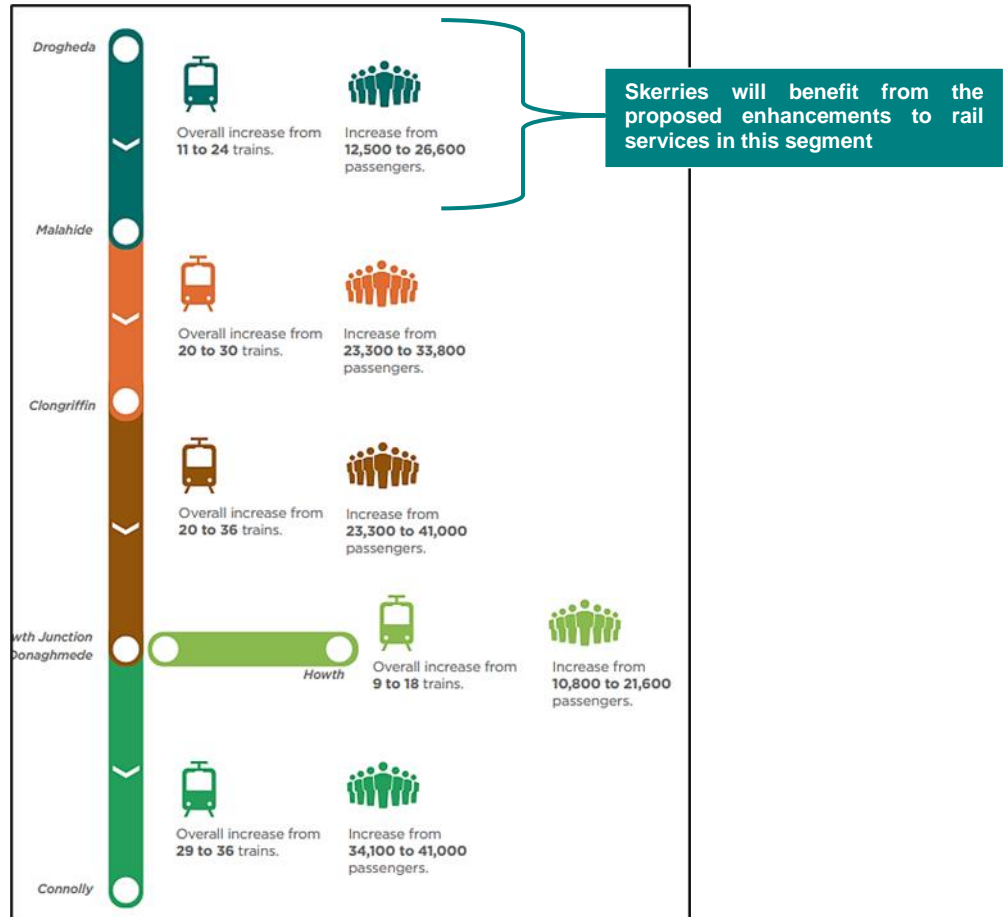 Drogheda
Overall increase from
11 to 24 trains.
Increase from
12,500 to 26,600
passengers.
Skerries will benefit from the
proposed enhancements to rail
services in this segment
Malahide
Overall increase from
20 to 30 trains.
Increase from
23,300 to 33,800
passengers.
Clongriffin
Overall increase from
20 to 36 trains.
Increase from
23,300 to 41,000
passengers.
wth Junction
Donaghmede
Howth
Overall increase from
9 to 18 trains.
Increase from
10,800 to 21,600
passengers.
Overall increase from
29 to 36 trains.
Increase from
34,100 to 41,000
passengers.
Connolly